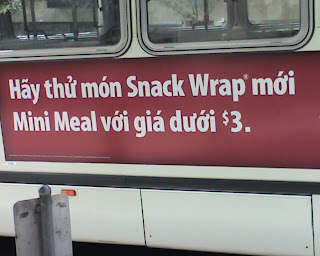 Hãy thử món Snack Wrap® mới
Mini Meal với giá dưới $3.